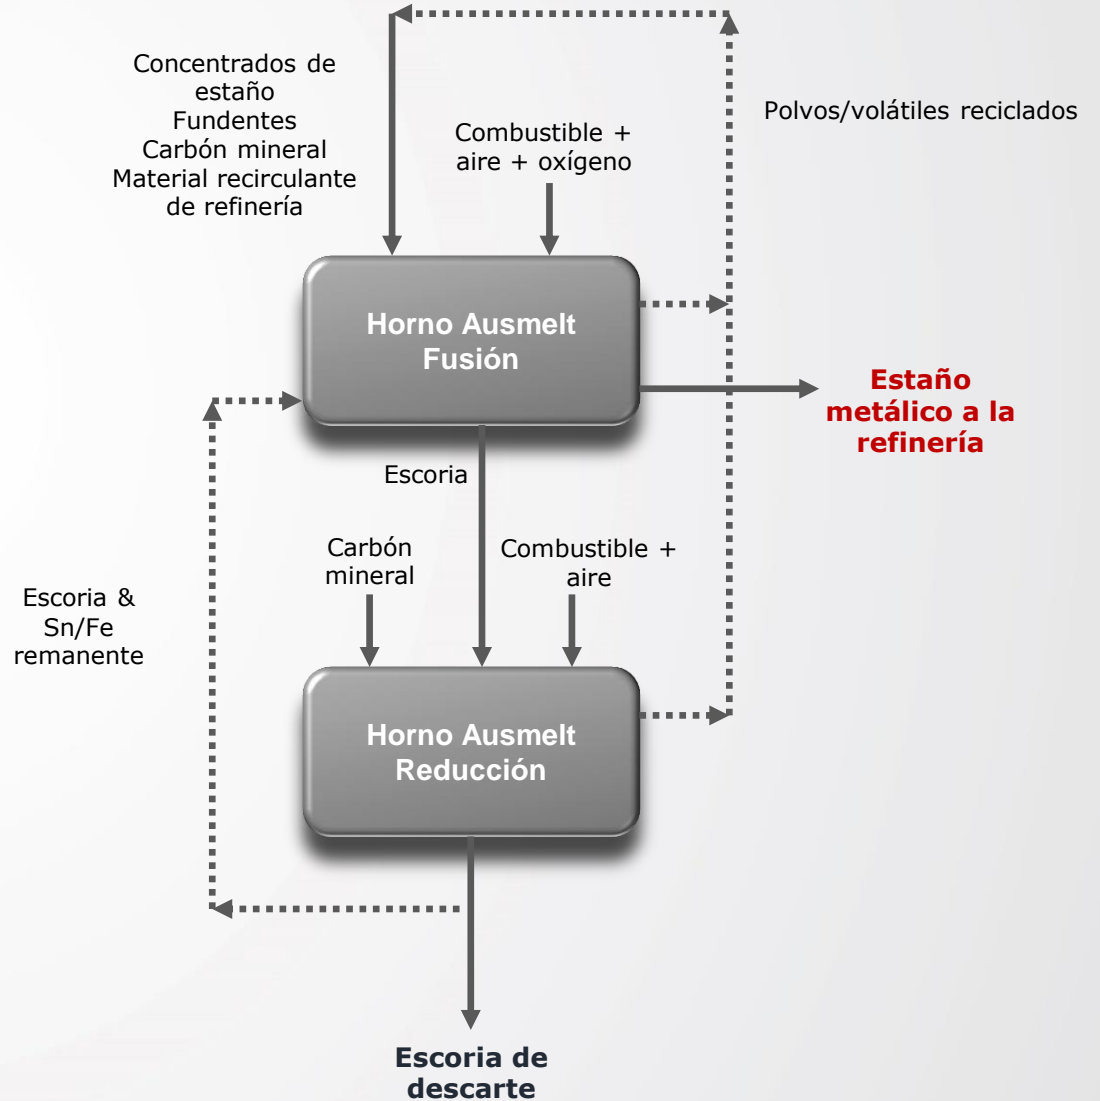 Concentrados de
estaño
Fundentes
Carbón mineral
Material recirculante
de refinería
Combustible +
aire + oxígeno
Polvos/volátiles reciclados
Horno Ausmelt
Fusión
Estaño
metálico a la
refinería
Escoria
Carbón
mineral
Combustible +
aire
Escoria &
Sn/Fe
remanente
Horno Ausmelt
Reducción
Escoria de
descarte